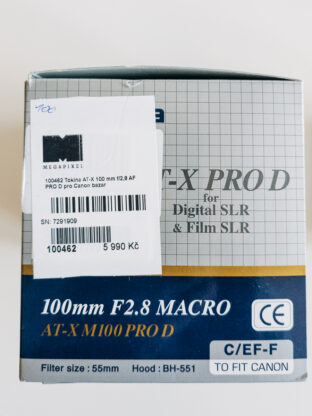 MEGAPIXEL
100462 Tokina AT-X 100 mm f/2,8 AF
PRO D pro Canon bazar
SN: 7291909
100462 5 990 Kč
T-X PRO D
for
Digital SLR
& Film SLR
100mm F2.8 MACRO
AT-X M100 PRO D
CE
C/EF-F
TO FIT CANON
Filter size : 55mm Hood : BH-551